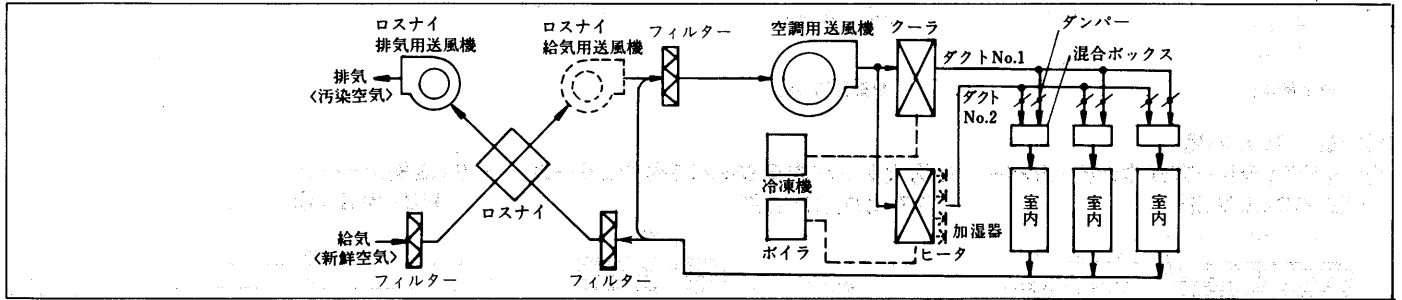 ロスナイ
排気用送風機
ロスナイ
給気用送風機
フィルター
空調用送風機
クーラ
ダンパー
混合ボックス
ダクトNo.1
ダクト
No.2
排気
〈汚染空気〉
ロスナイ
冷凍機
ボイラ
加湿器
ヒータ
室内
室内
室内
給気
〈新鮮空気〉
フィルター
フィルター